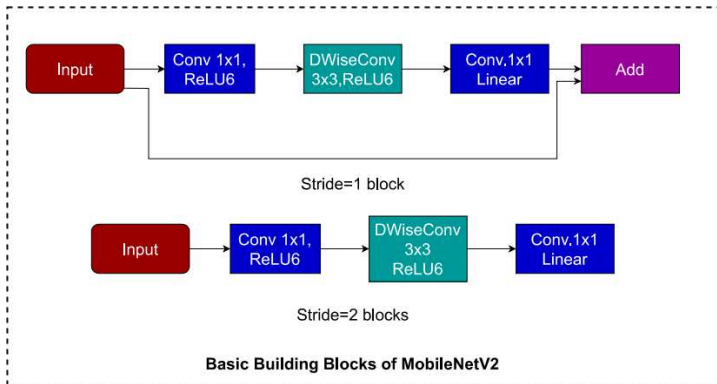 Input
Conv 1x1,
ReLU6
DWiseConv
3x3,ReLU6
Conv.1x1
Linear
Add
Stride=1 block
Input
Conv 1x1,
ReLU6
DWiseConv
3x3
ReLU6
Conv.1x1
Linear
Stride=2 blocks
Basic Building Blocks of MobileNetV2